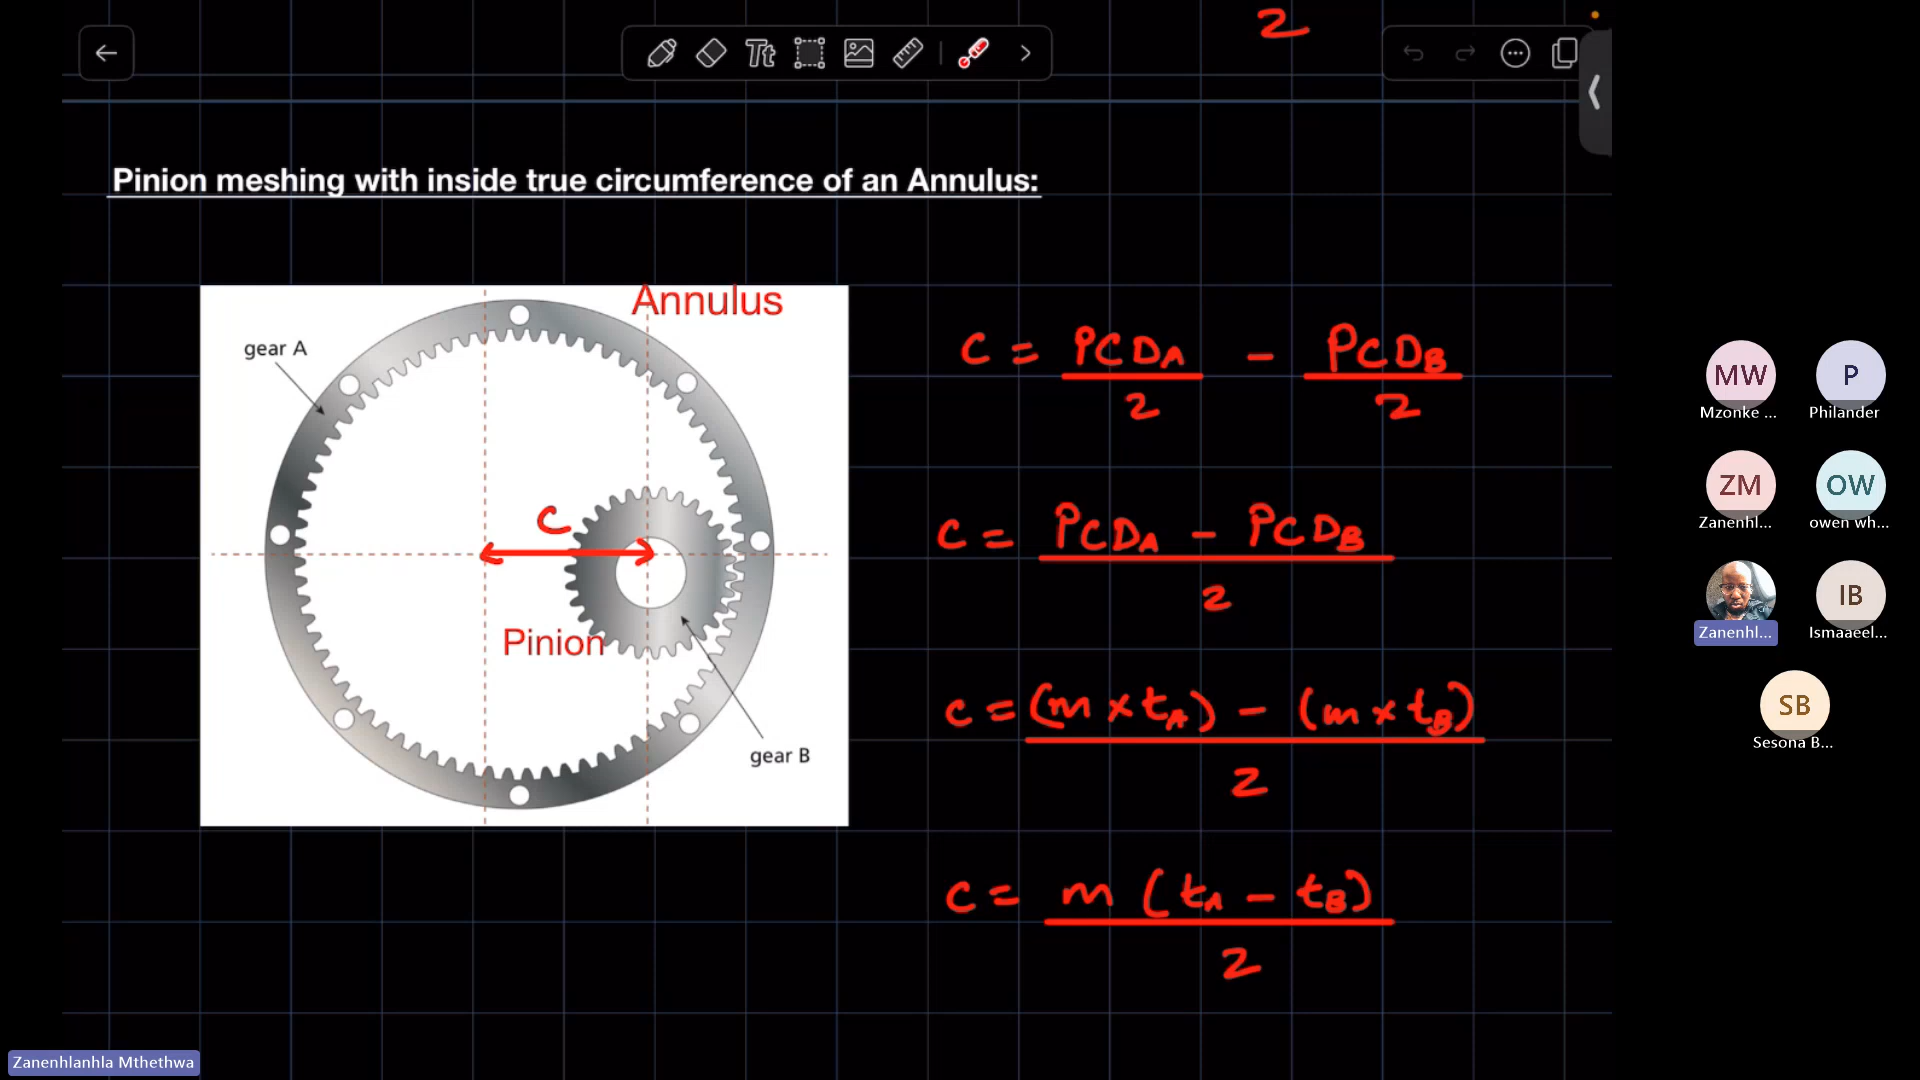 2
Tt
Pinion meshing with inside true circumference of an Annulus:
Annulus
gear A
C
Pinion
gear B
C = PCDA/2 - PCDB/2
C = PCDA - PCDB/2
C = (m × tA) - (m × tB)/2
C = m (tA - tB)/2
MW
Mzonke ...
P
Philander
ZM
Zanenhl...
OW
owen wh...
Zanenhl...
IB
Ismaaeel...
SB
Sesona B...
Zanenhlanhla Mthethwa